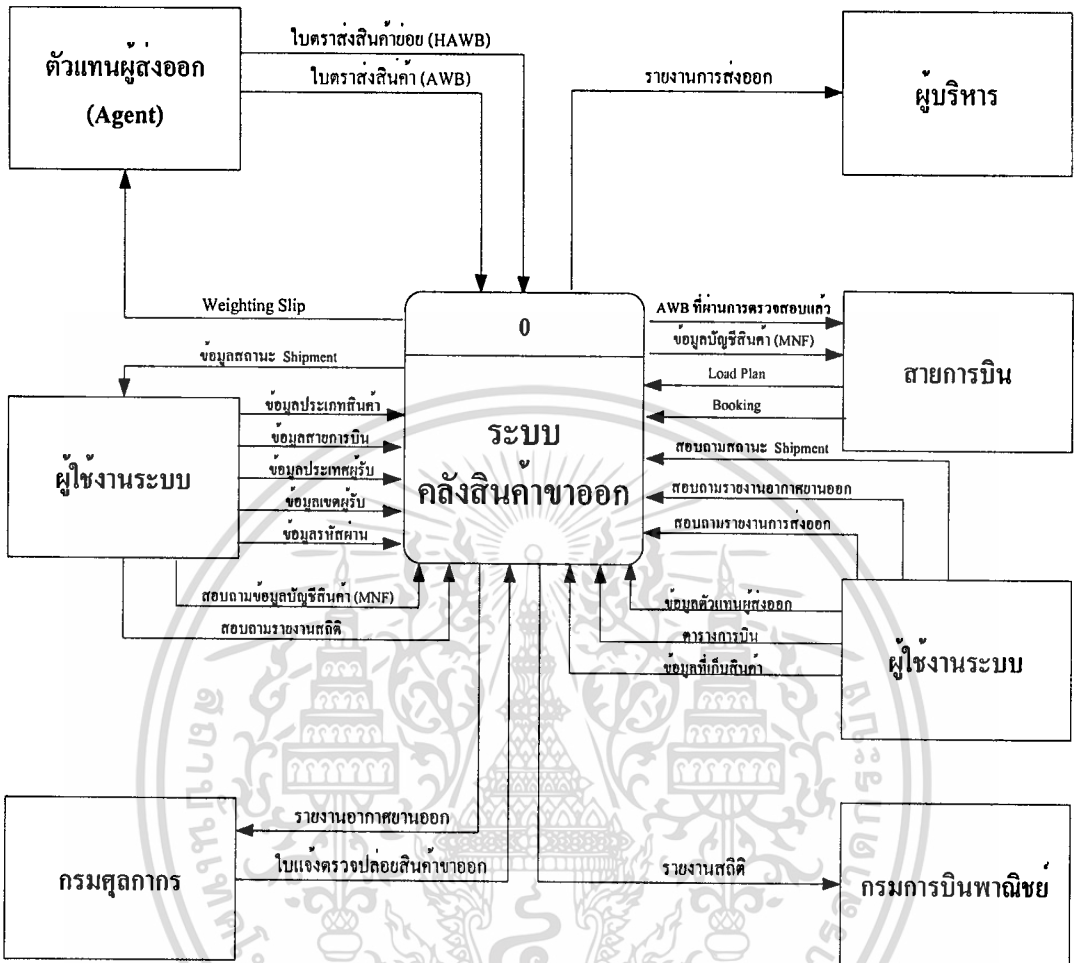 ตัวแทนผู้ส่งออก
(Agent)
ใบตราส่งสินค้าย่อย (HAWB)
ใบตราส่งสินค้า (AWB)
รายงานการส่งออก
ผู้บริหาร
Weighting Slip
ข้อมูลสถานะ Shipment
0
ระบบ
คลังสินค้าขาออก
AWB ที่ผ่านการตรวจสอบแล้ว
ข้อมูลบัญชีสินค้า (MNF)
Load Plan
Booking
สายการบิน
ผู้ใช้งานระบบ
ข้อมูลประเภทสินค้า
ข้อมูลสายการบิน
ข้อมูลประเทศผู้รับ
ข้อมูลเขตผู้รับ
ข้อมูลรหัสผ่าน
สอบถามข้อมูลบัญชีสินค้า (MNF)
สอบถามรายงานสถิติ
สอบถามสถานะ Shipment
สอบถามรายงานอากาศยานออก
สอบถามรายงานการส่งออก
ข้อมูลตัวแทนผู้ส่งออก
ตารางการบิน
ข้อมูลที่เก็บสินค้า
ผู้ใช้งานระบบ
กรมศุลกากร
รายงานอากาศยานออก
ใบแจ้งตรวจปล่อยสินค้าขาออก
รายงานสถิติ
กรมการบินพาณิชย์